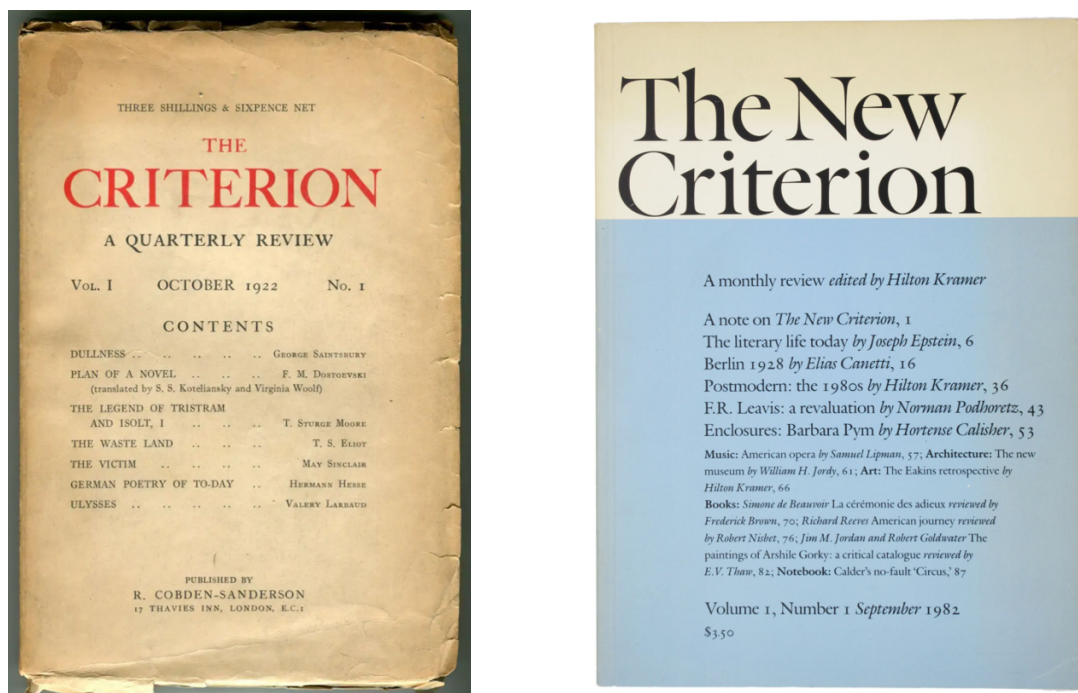 THREE SHILLINGS & SIXPENCE NET
THE
CRITERION
A QUARTERLY REVIEW
VOL. I OCTOBER 1922 NO. 1
CONTENTS
DULLNESS .. .. .. .. .. GEORGE SAINTSBURY
PLAN OF A NOVEL .. .. .. F. M. DOSTOEVSKI
(translated by S. S. Koteliansky and Virginia Woolf)
THE LEGEND OF TRISTRAM
AND ISOLT, I .. .. .. T. STURGE MOORE
THE WASTE LAND .. .. .. T. S. ELIOT
THE VICTIM .. .. .. .. MAY SINCLAIR
GERMAN POETRY OF TO-DAY .. HERMANN HESSE
ULYSSES .. .. .. .. .. VALERY LARBAUD
PUBLISHED BY
R. COBDEN-SANDERSON
17 THAVIES INN, LONDON, E.C.1
The New
Criterion
A monthly review edited by Hilton Kramer
A note on The New Criterion, 1
The literary life today by Joseph Epstein, 6
Berlin 1928 by Elias Canetti, 16
Postmodern: the 1980s by Hilton Kramer, 36
F.R. Leavis: a revaluation by Norman Podhoretz, 43
Enclosures: Barbara Pym by Hortense Calisher, 53
Music: American opera by Samuel Lipman, 57; Architecture: The new
museum by William H. Jordy, 61; Art: The Eakins retrospective by
Hilton Kramer, 66
Books: Simone de Beauvoir La cérémonie des adieux reviewed by
Frederick Brown, 70; Richard Reeves American journey reviewed
by Robert Nisbet, 76; Jim M. Jordan and Robert Goldwater The
paintings of Arshile Gorky: a critical catalogue reviewed by
E.V. Thaw, 82; Notebook: Calder's no-fault 'Circus,' 87
Volume 1, Number 1 September 1982
$3.50